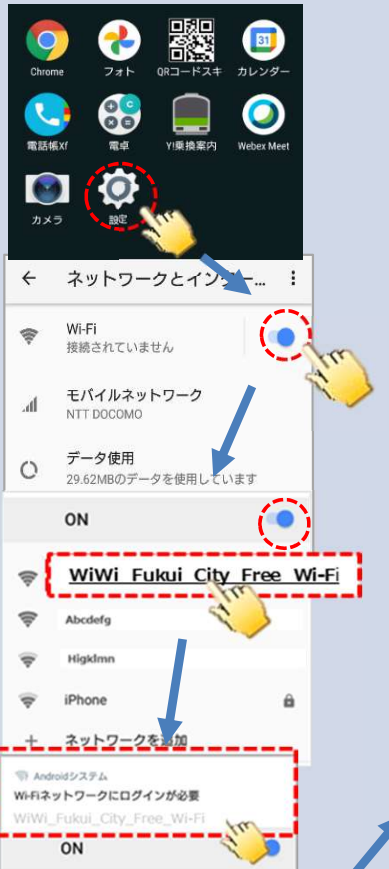 Chrome
フォト
QRコードスキ
カレンダー
31
電話帳Xf
電卓
Y!乗換案内
Webex Meet
カメラ
設定
ネットワークとインター...
Wi-Fi
接続されていません
モバイルネットワーク
NTT DOCOMO
データ使用
29.62MBのデータを使用しています
ON
WiWi_Fukui_City_Free_Wi-Fi
Abcdefg
Higklmn
iPhone
ネットワークを追加
Androidシステム
Wi-Fiネットワークにログインが必要
WiWi_Fukui_City_Free_Wi-Fi
ON